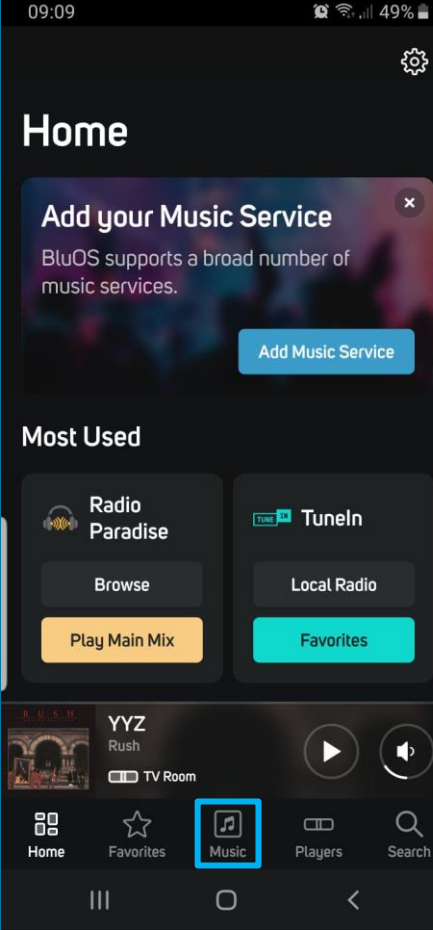 09:09
49%
Home
Add your Music Service
BluOS supports a broad number of
music services.
Add Music Service
Most Used
Radio
Paradise
TUNE IN
TuneIn
Browse
Local Radio
Play Main Mix
Favorites
RUSH
YYZ
Rush
TV Room
Home
Favorites
Music
Players
Search